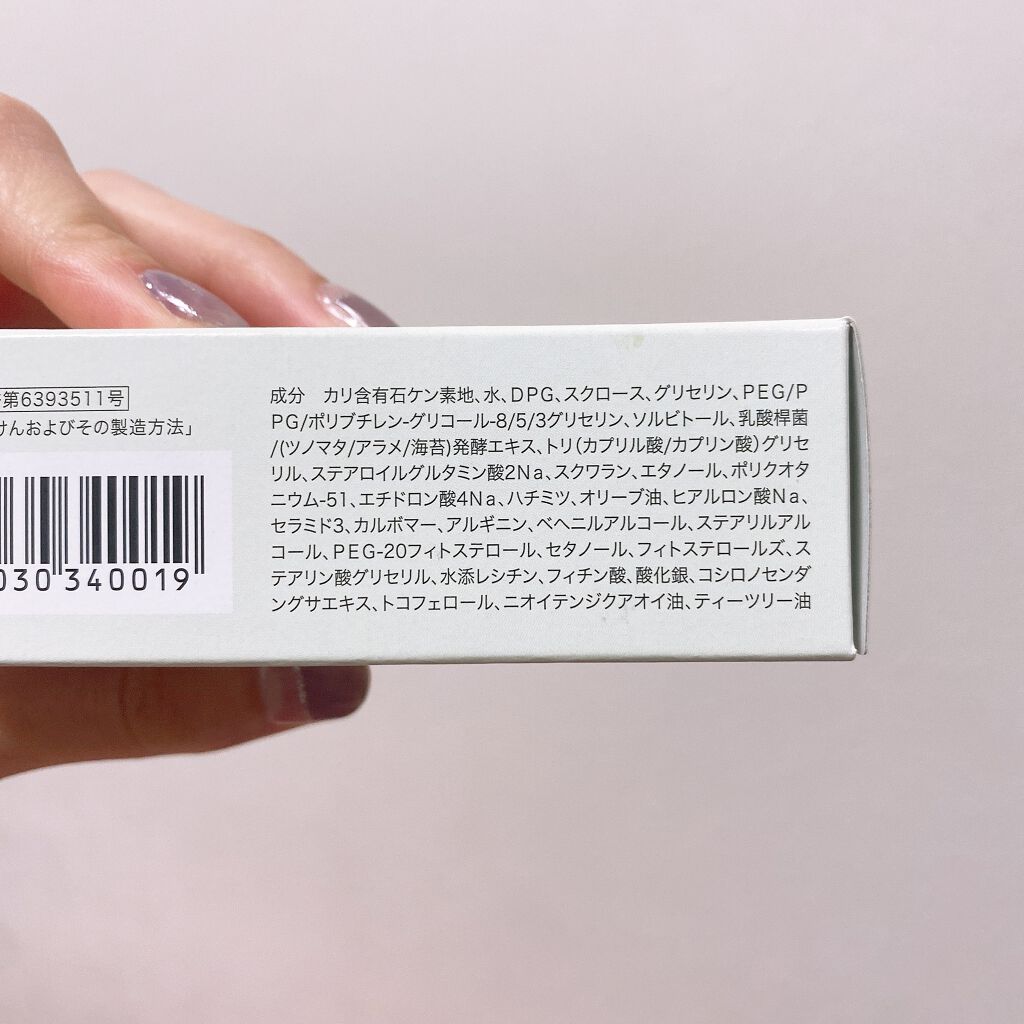 第6393511号
けんおよびその製造方法」
030 340019
成分　カリ含有石ケン素地、水、DPG、スクロース、グリセリン、PEG/P
PG/ポリブチレン-グリコール-8/5/3グリセリン、ソルビトール、乳酸桿菌
/(ツノマタ/アラメ/海苔)発酵エキス、トリ(カプリル酸/カプリン酸)グリセ
リル、ステアロイルグルタミン酸2Na、スクワラン、エタノール、ポリクオタ
ニウム-51、エチドロン酸4Na、ハチミツ、オリーブ油、ヒアルロン酸Na、
セラミド3、カルボマー、アルギニン、ベヘニルアルコール、ステアリルアル
コール、PEG-20フィトステロール、セタノール、フィトステロールズ、ス
テアリン酸グリセリル、水添レシチン、フィチン酸、酸化銀、コシロノセンダ
ングサエキス、トコフェロール、ニオイテンジクアオイ油、ティーツリー油